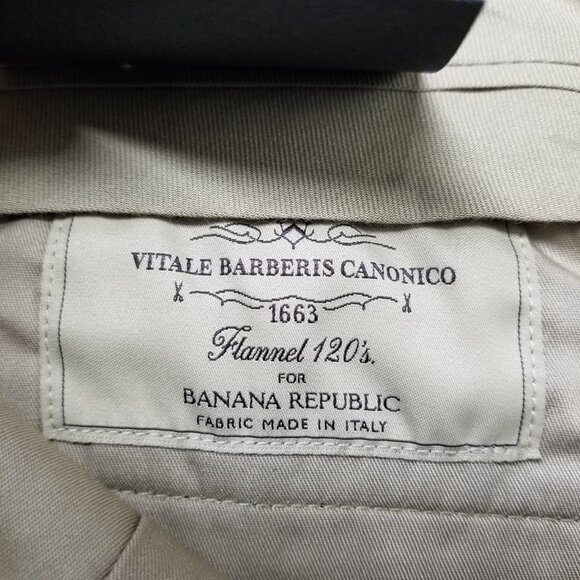 VITALE BARBERIS CANONICO
1663
Flannel 120's.
FOR
BANANA REPUBLIC
FABRIC MADE IN ITALY